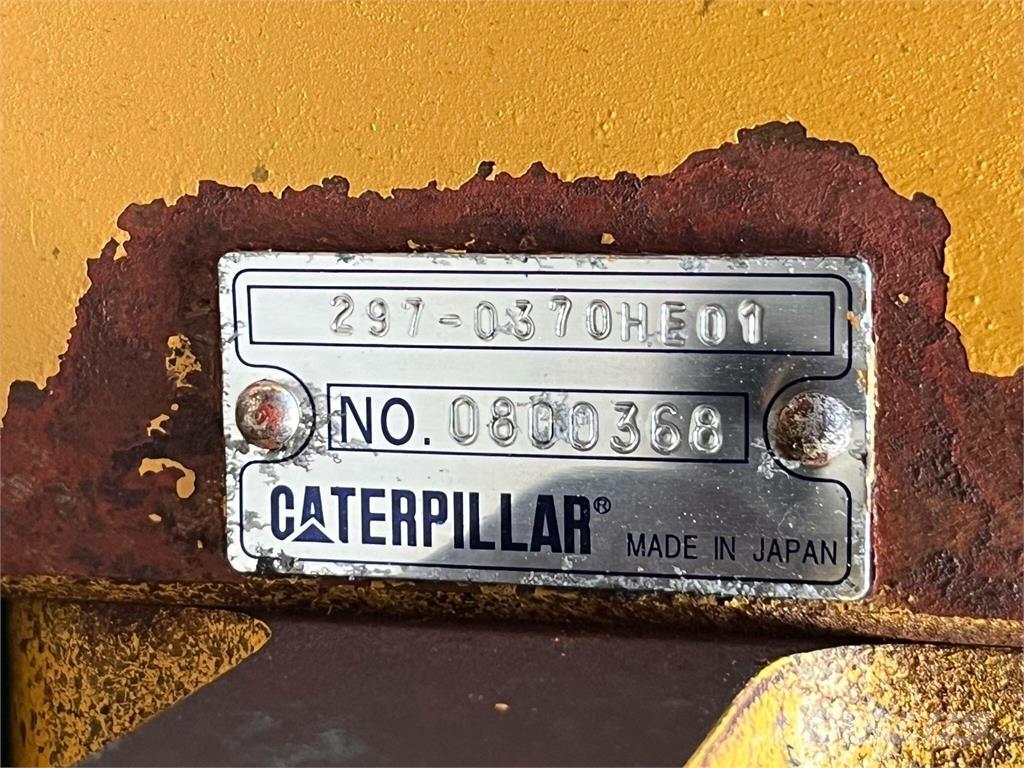 297-0370HE01
NO. 0800368
CATERPILLAR®
MADE IN JAPAN